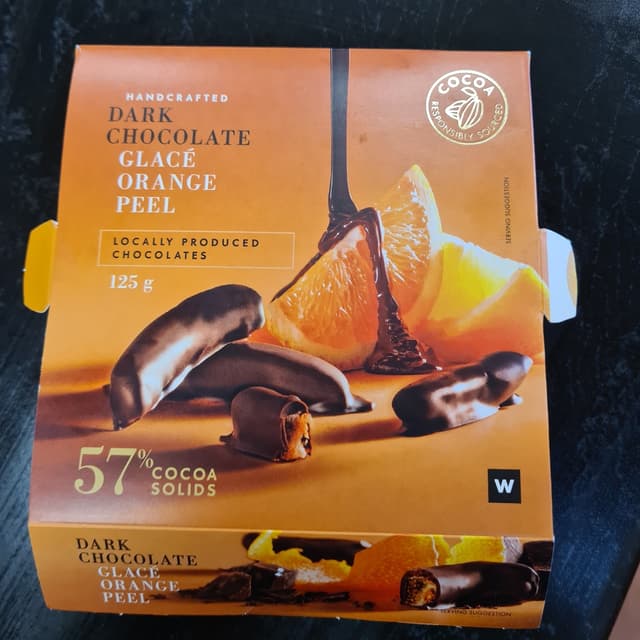 HANDCRAFTED
DARK
CHOCOLATE
GLACÉ
ORANGE
PEEL
LOCALLY PRODUCED
CHOCOLATES
125 g
COCOA
RESPONSIBLY SOURCED
SERVING SUGGESTION
57%
COCOA
SOLIDS
W
DARK
CHOCOLATE
GLACÉ
ORANGE
PEEL
SERVING SUGGESTION